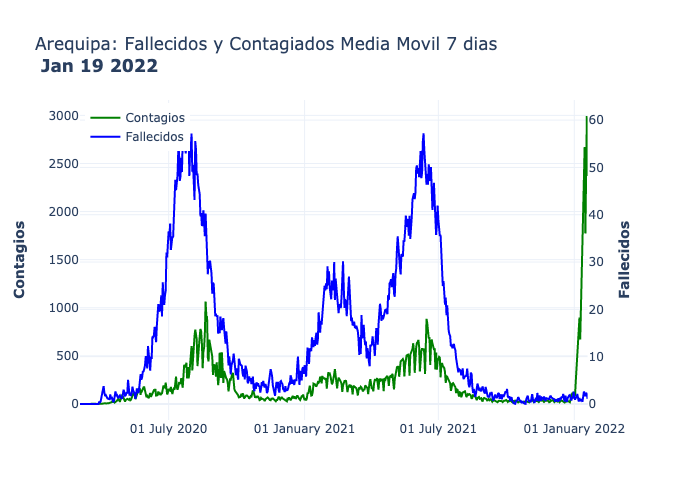 Arequipa: Fallecidos y Contagiados Media Movil 7 dias
Jan 19 2022
Contagios
Fallecidos
3000
2500
2000
1500
1000
500
0
60
50
40
30
20
10
0
Contagios
Fallecidos
01 July 2020
01 January 2021
01 July 2021
01 January 2022